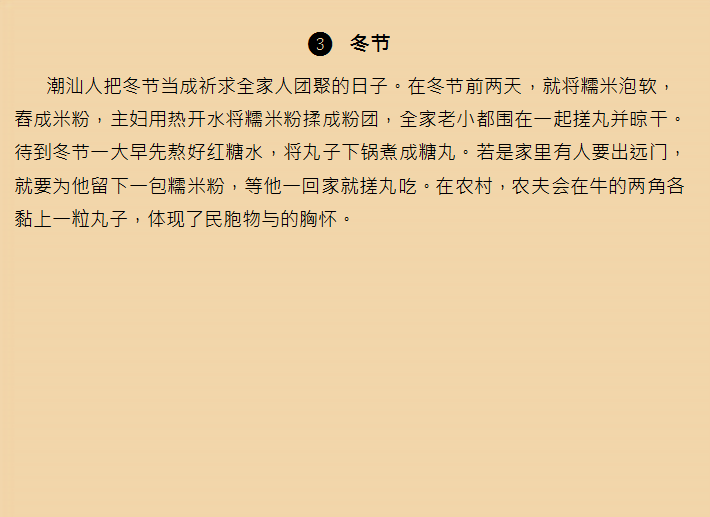 ❸ 冬节
潮汕人把冬节当成祈求全家人团聚的日子。在冬节前两天，就将糯米泡软，
舂成米粉，主妇用热开水将糯米粉揉成粉团，全家老小都围在一起搓丸并晾干。
待到冬节一大早先熬好红糖水，将丸子下锅煮成糖丸。若是家里有人要出远门，
就要为他留下一包糯米粉，等他一回家就搓丸吃。在农村，农夫会在牛的两角各
黏上一粒丸子，体现了民胞物与的胸怀。